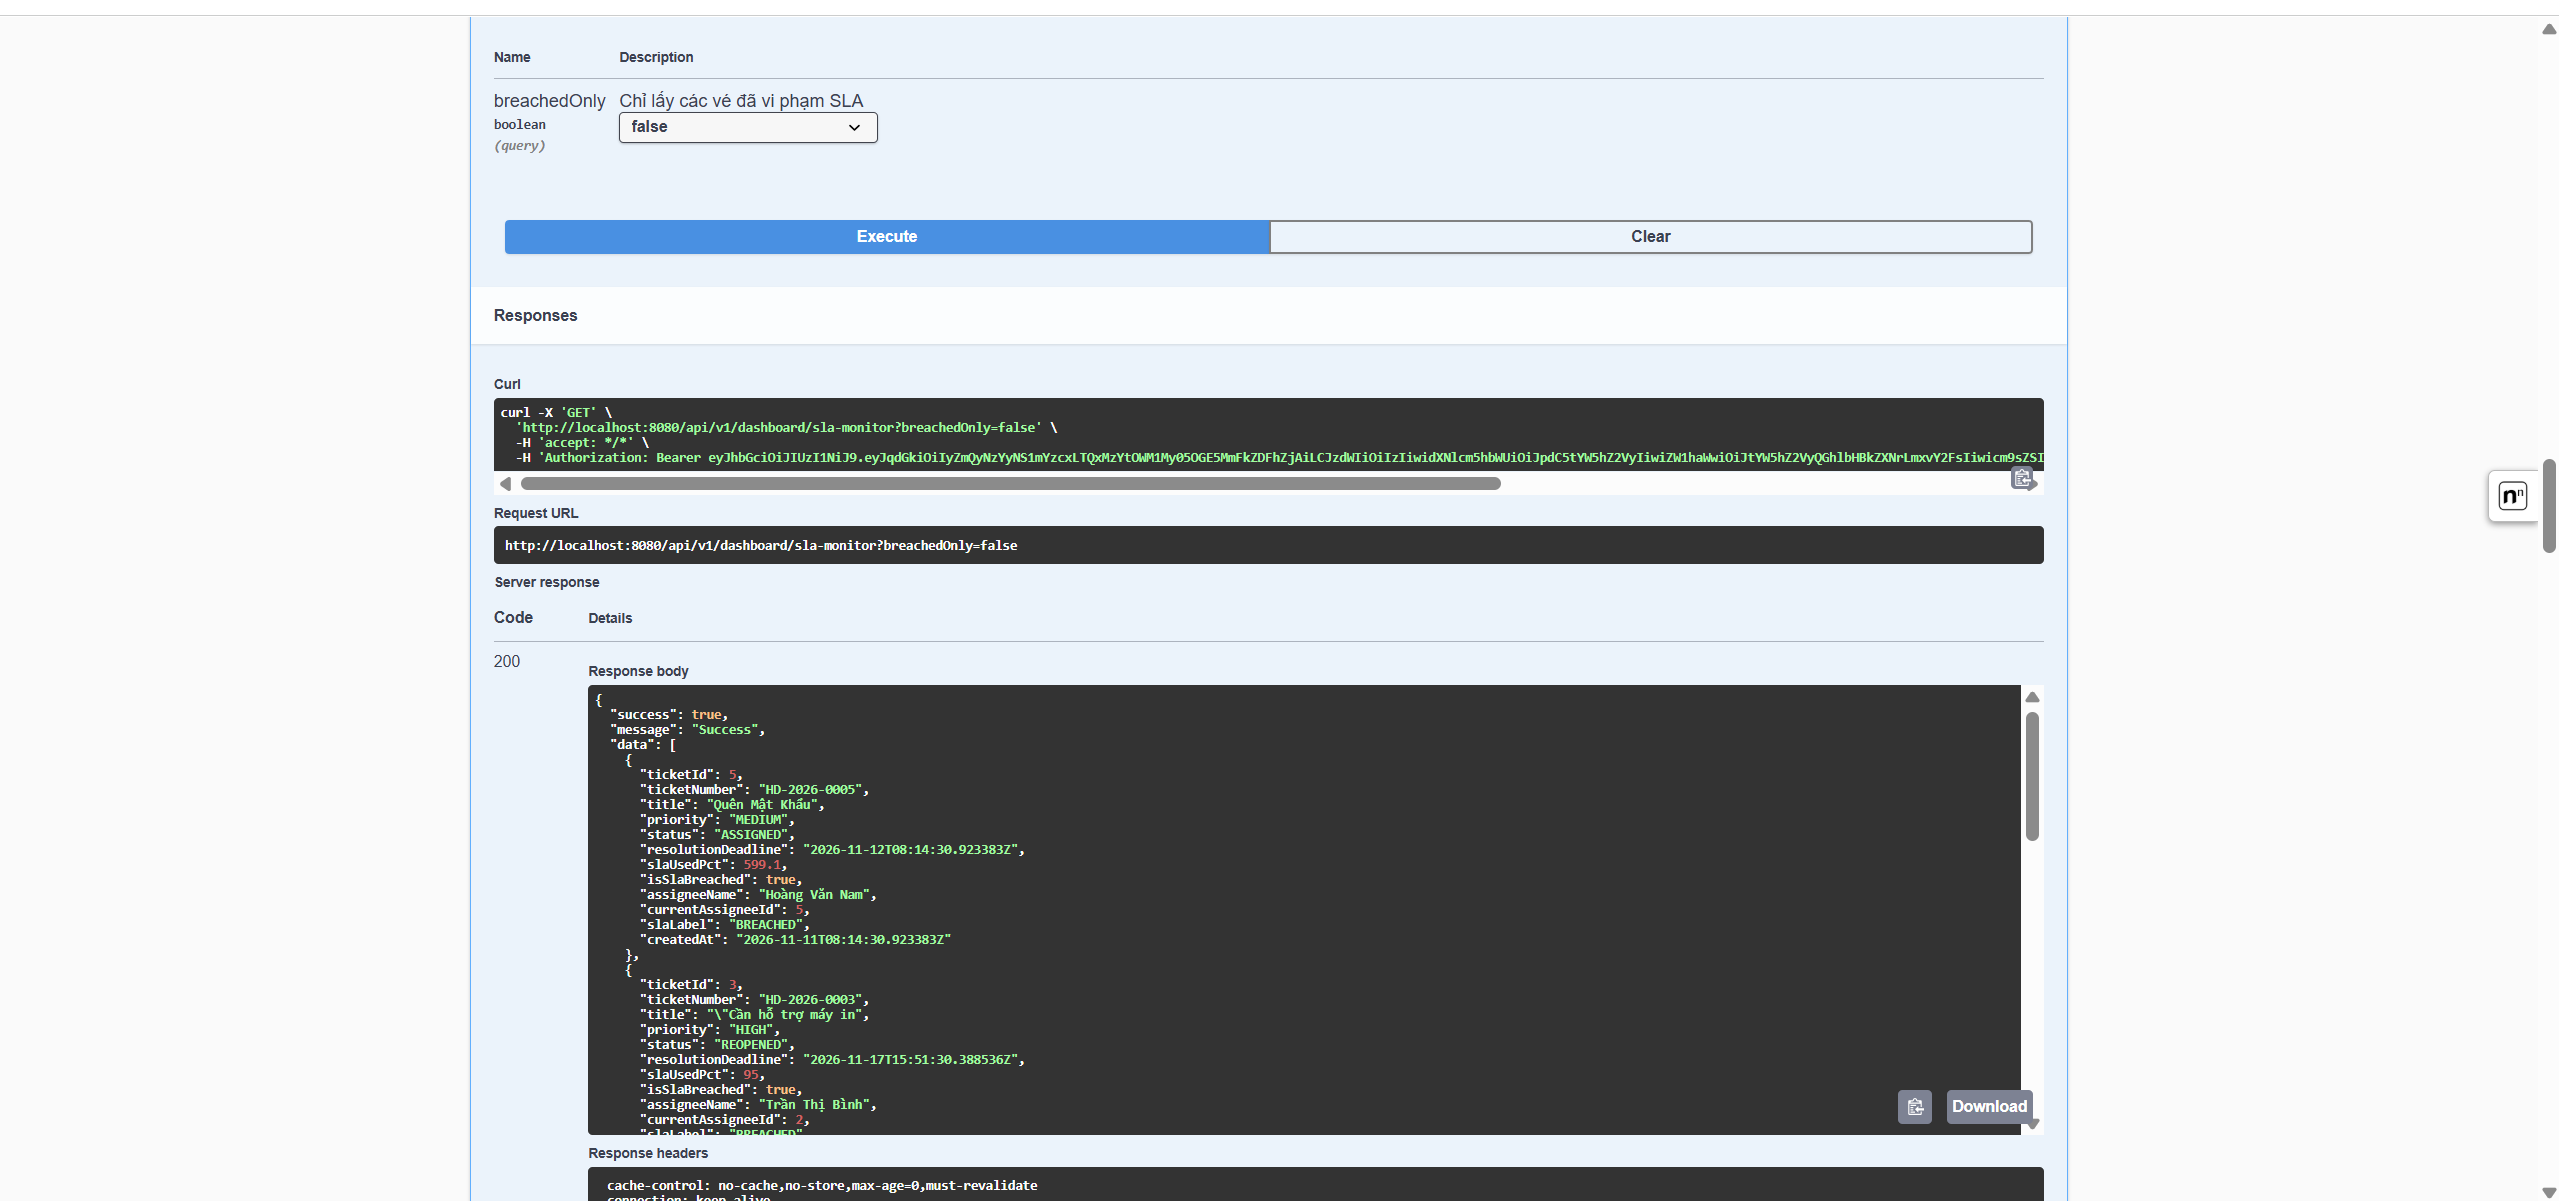 Name Description
breachedOnly Chỉ lấy các vé đã vi phạm SLA
boolean false
(query)
Execute Clear
Responses
Curl
curl -X 'GET' \
'http://localhost:8080/api/v1/dashboard/sla-monitor?breachedOnly=false' \
-H 'accept: */*' \
-H 'Authorization: Bearer
Request URL
http://localhost:8080/api/v1/dashboard/sla-monitor?breachedOnly=false
Server response
Code Details
200
Response body
{
"success": true,
"message": "Success",
"data": [
{
"ticketId": 5,
"ticketNumber": "HD-2026-0005",
"title": "Quên Mật Khẩu",
"priority": "MEDIUM",
"status": "ASSIGNED",
"resolutionDeadline": "2026-11-12T08:14:30.923383Z",
"slaUsedPct": 599.1,
"isSlaBreached": true,
"assigneeName": "Hoàng Văn Nam",
"currentAssigneeId": 5,
"slaLabel": "BREACHED",
"createdAt": "2026-11-11T08:14:30.923383Z"
},
{
"ticketId": 3,
"ticketNumber": "HD-2026-0003",
"title": "\"Cần hỗ trợ máy in",
"priority": "HIGH",
"status": "REOPENED",
"resolutionDeadline": "2026-11-17T15:51:30.388536Z",
"slaUsedPct": 95,
"isSlaBreached": true,
"assigneeName": "Trần Thị Bình",
"currentAssigneeId": 2,
"slaLabel": "BREACHED"
Download
Response headers
cache-control: no-cache,no-store,max-age=0,must-revalidate
connection: keep-alive